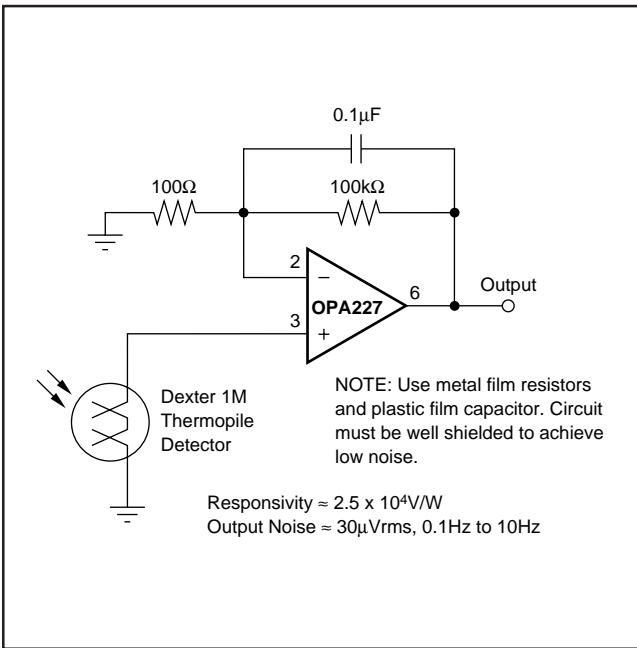 0.1µF
100Ω
100kΩ
2
−
6
Output
OPA227
3
+
Dexter 1M
Thermopile
Detector
NOTE: Use metal film resistors
and plastic film capacitor. Circuit
must be well shielded to achieve
low noise.
Responsivity ≈ 2.5 x 10⁴V/W
Output Noise ≈ 30µVrms, 0.1Hz to 10Hz